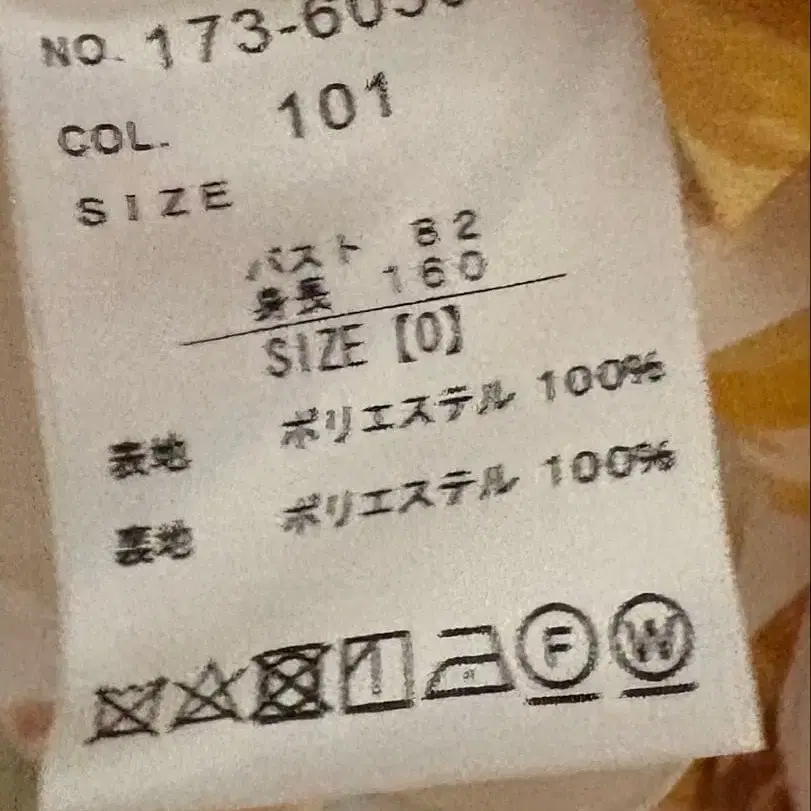 NO. 173-6030
COL. 101
SIZE
バスト 82
身長 160
SIZE【0】
表地 ポリエステル 100%
裏地 ポリエステル 100%
F W